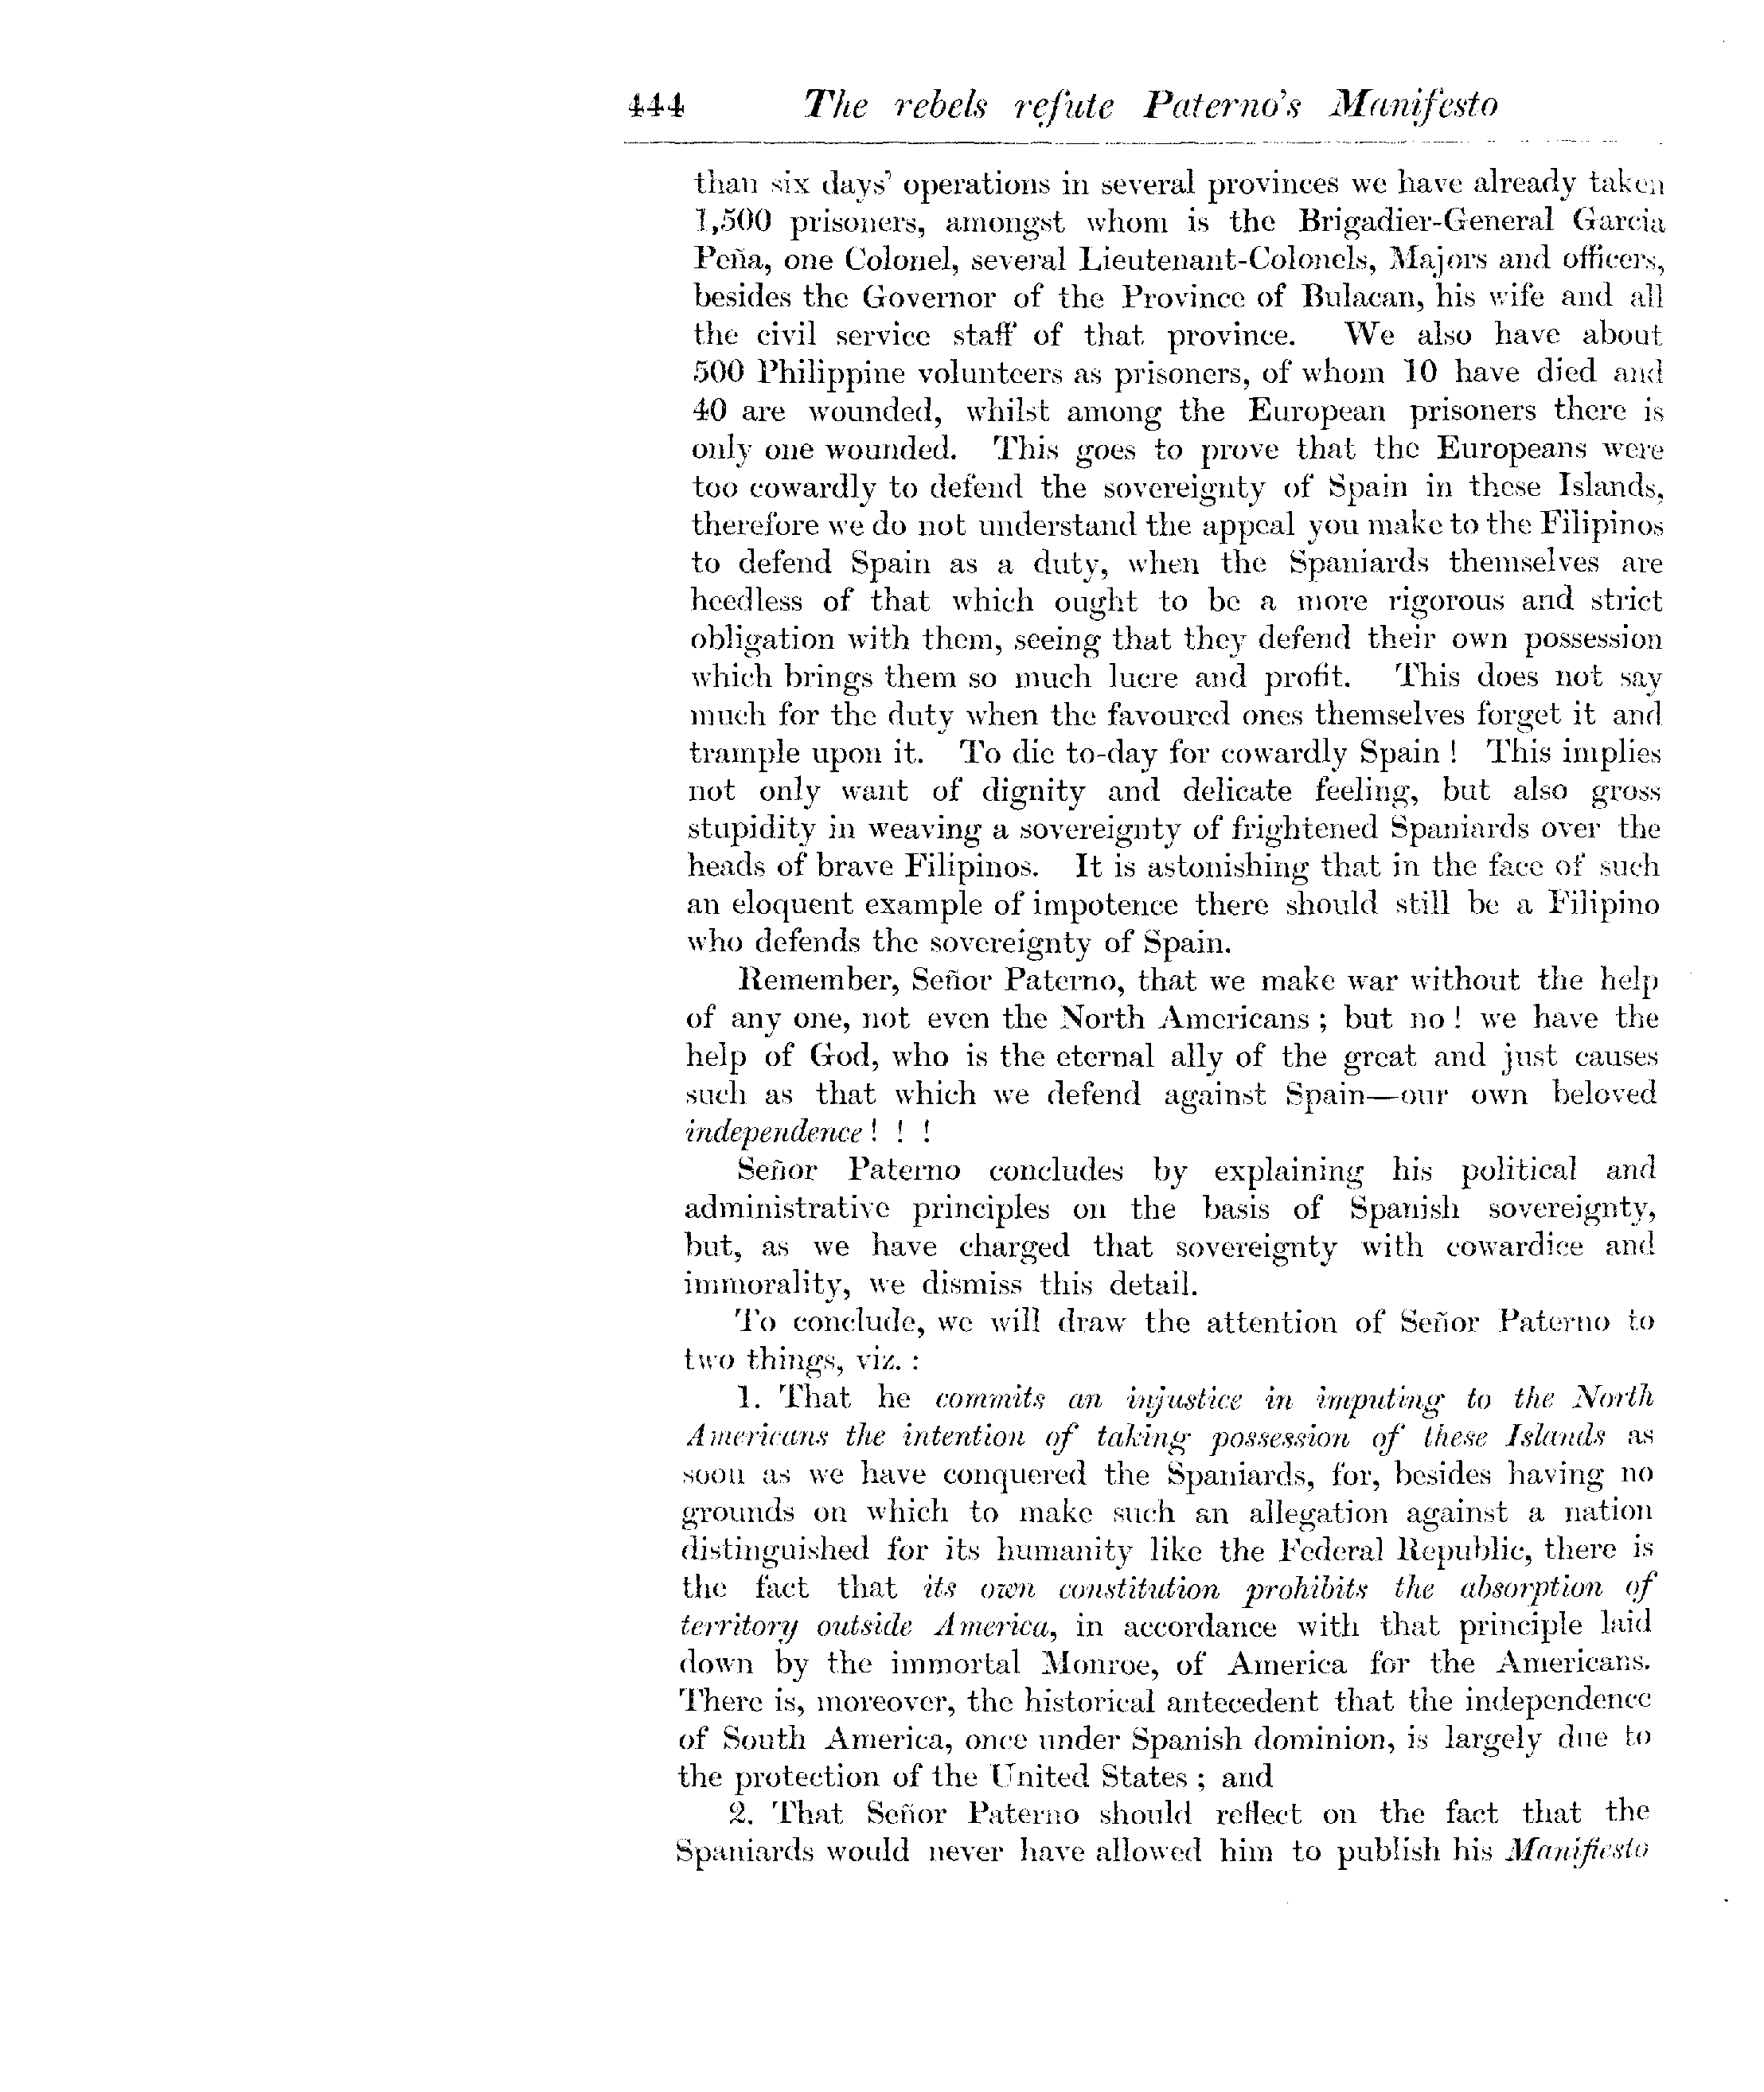 444 The rebels refute Paterno's Manifesto
than six days' operations in several provinces we have already taken
1,500 prisoners, amongst whom is the Brigadier-General Garcia
Peña, one Colonel, several Lieutenant-Colonels, Majors and officers,
besides the Governor of the Province of Bulacan, his wife and all
the civil service staff of that province. We also have about
500 Philippine volunteers as prisoners, of whom 10 have died and
40 are wounded, whilst among the European prisoners there is
only one wounded. This goes to prove that the Europeans were
too cowardly to defend the sovereignty of Spain in these Islands,
therefore we do not understand the appeal you make to the Filipinos
to defend Spain as a duty, when the Spaniards themselves are
heedless of that which ought to be a more rigorous and strict
obligation with them, seeing that they defend their own possession
which brings them so much lucre and profit. This does not say
much for the duty when the favoured ones themselves forget it and
trample upon it. To die to-day for cowardly Spain! This implies
not only want of dignity and delicate feeling, but also gross
stupidity in weaving a sovereignty of frightened Spaniards over the
heads of brave Filipinos. It is astonishing that in the face of such
an eloquent example of impotence there should still be a Filipino
who defends the sovereignty of Spain.
Remember, Señor Paterno, that we make war without the help
of any one, not even the North Americans; but no! we have the
help of God, who is the eternal ally of the great and just causes
such as that which we defend against Spain—our own beloved
independence! ! !
Señor Paterno concludes by explaining his political and
administrative principles on the basis of Spanish sovereignty,
but, as we have charged that sovereignty with cowardice and
immorality, we dismiss this detail.
To conclude, we will draw the attention of Señor Paterno to
two things, viz.:
1. That he commits an injustice in imputing to the North
Americans the intention of taking possession of these Islands as
soon as we have conquered the Spaniards, for, besides having no
grounds on which to make such an allegation against a nation
distinguished for its humanity like the Federal Republic, there is
the fact that its own constitution prohibits the absorption of
territory outside America, in accordance with that principle laid
down by the immortal Monroe, of America for the Americans.
There is, moreover, the historical antecedent that the independence
of South America, once under Spanish dominion, is largely due to
the protection of the United States; and
2. That Señor Paterno should reflect on the fact that the
Spaniards would never have allowed him to publish his Manifiesto